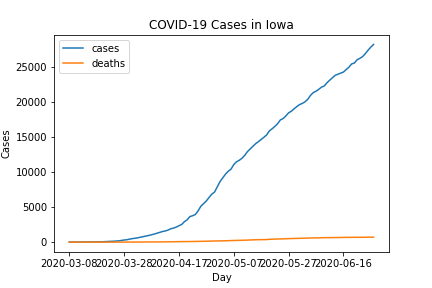 COVID-19 Cases in Iowa
cases
deaths
25000
20000
15000
10000
5000
0
Cases
2020-03-08 2020-03-28 2020-04-17 2020-05-07 2020-05-27 2020-06-16
Day